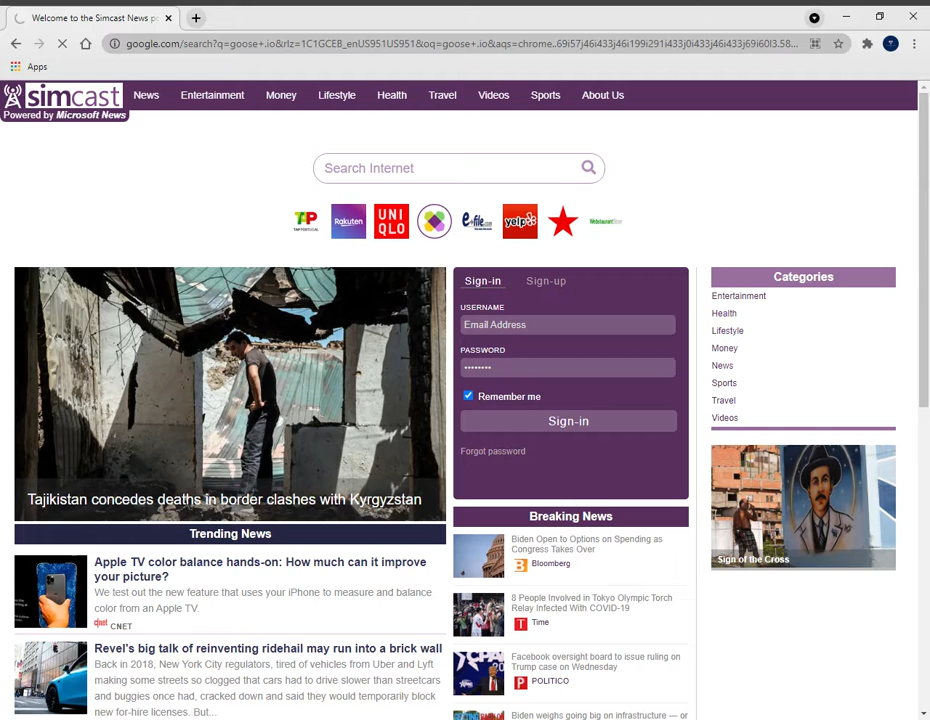 Welcome to the Simcast News p
google.com/search?q=goose+.io&rlz=1C1GCEB_enUS951US951&oq=goose+.io&aqs=chrome..69i57j46i433j46i199i291i433j0i433j46i433j69i60l3.58...
Apps
simcast
Powered by Microsoft News
News Entertainment Money Lifestyle Health Travel Videos Sports About Us
Search Internet
TAP Rakuten UNI QLO e-file.com yelp WebstaurantStore
TAP PORTUGAL
Tajikistan concedes deaths in border clashes with Kyrgyzstan
Trending News
Apple TV color balance hands-on: How much can it improve
your picture?
We test out the new feature that uses your iPhone to measure and balance
color from an Apple TV.
cnet CNET
Revel's big talk of reinventing ridehail may run into a brick wall
Back in 2018, New York City regulators, tired of vehicles from Uber and Lyft
making some streets so clogged that cars had to drive slower than streetcars
and buggies once had, cracked down and said they would temporarily block
new for-hire licenses. But...
Sign-in Sign-up
USERNAME
Email Address
PASSWORD
••••••••
Remember me
Sign-in
Forgot password
Breaking News
Biden Open to Options on Spending as
Congress Takes Over
B Bloomberg
8 People Involved in Tokyo Olympic Torch
Relay Infected With COVID-19
T Time
Facebook oversight board to issue ruling on
Trump case on Wednesday
P POLITICO
Biden weighs going big on infrastructure — or
Categories
Entertainment
Health
Lifestyle
Money
News
Sports
Travel
Videos
Sign of the Cross